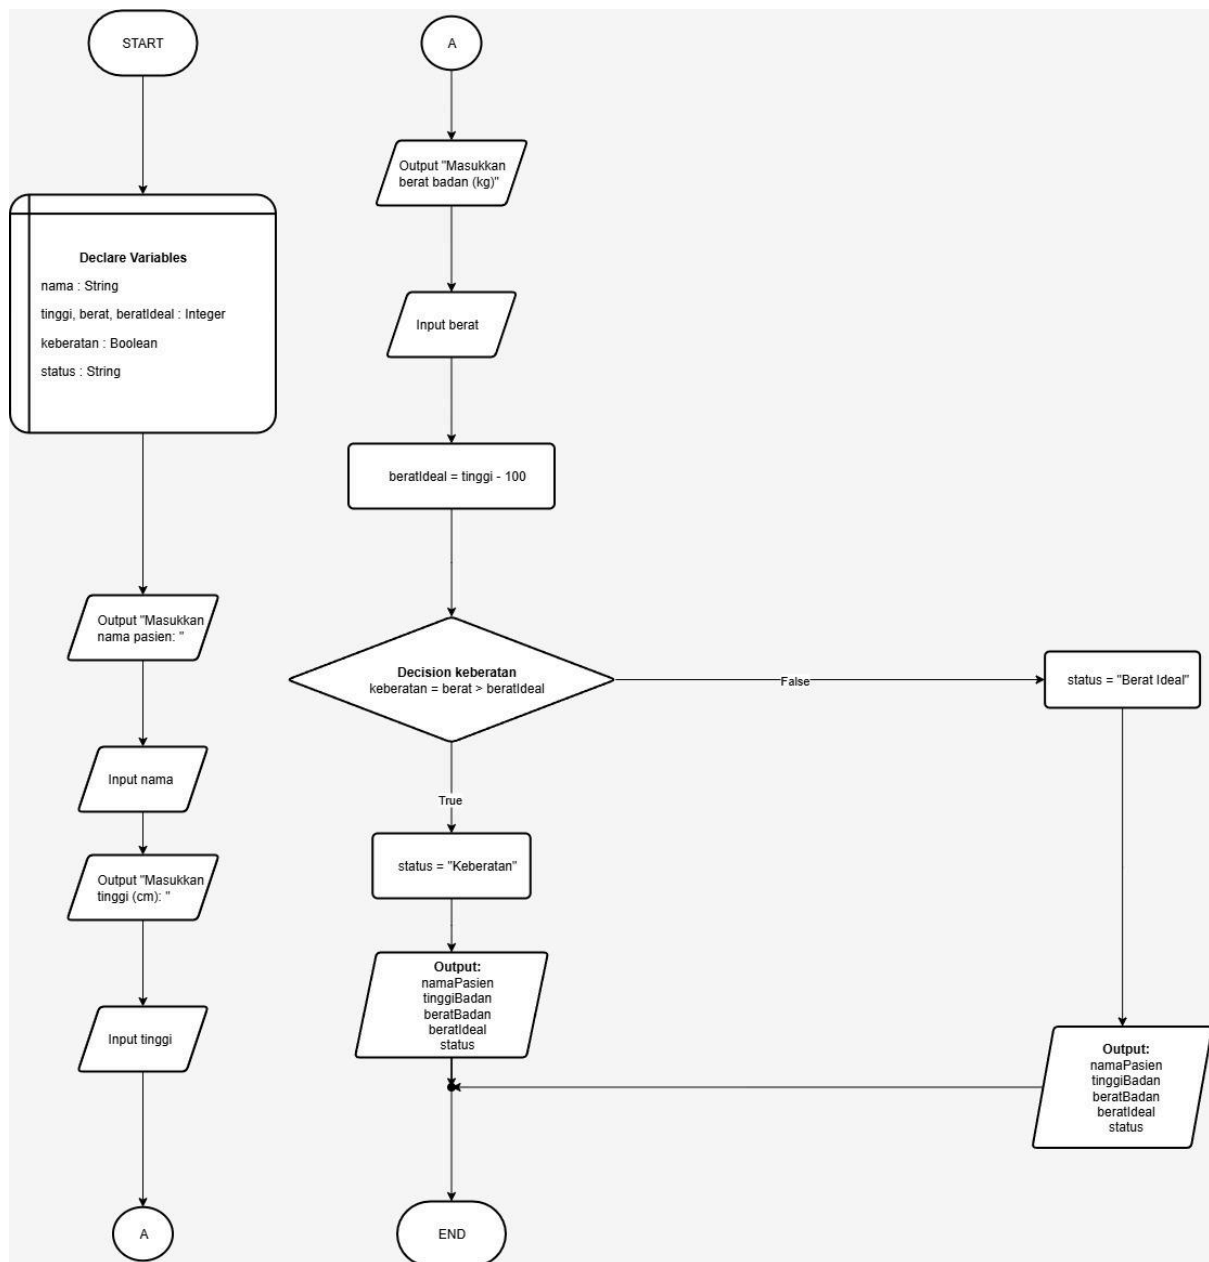 START
Declare Variables
nama : String
tinggi, berat, beratIdeal : Integer
keberatan : Boolean
status : String
Output "Masukkan
nama pasien: "
Input nama
Output "Masukkan
tinggi (cm): "
Input tinggi
A
A
Output "Masukkan
berat badan (kg)"
Input berat
beratIdeal = tinggi - 100
Decision keberatan
keberatan = berat > beratIdeal
False
status = "Berat Ideal"
True
status = "Keberatan"
Output:
namaPasien
tinggiBadan
beratBadan
beratIdeal
status
Output:
namaPasien
tinggiBadan
beratBadan
beratIdeal
status
END